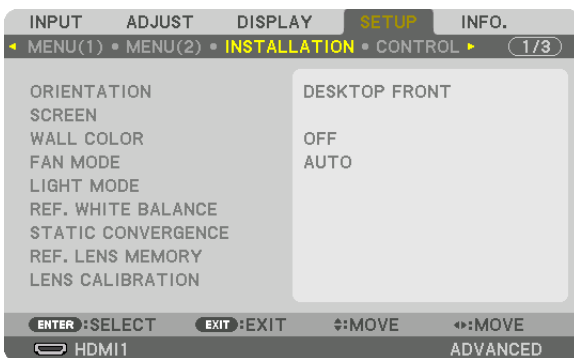 INPUT ADJUST DISPLAY SETUP INFO.
MENU(1) • MENU(2) • INSTALLATION • CONTROL 1/3
ORIENTATION DESKTOP FRONT
SCREEN
WALL COLOR OFF
FAN MODE AUTO
LIGHT MODE
REF. WHITE BALANCE
STATIC CONVERGENCE
REF. LENS MEMORY
LENS CALIBRATION
ENTER :SELECT EXIT :EXIT :MOVE :MOVE
HDMI1 ADVANCED